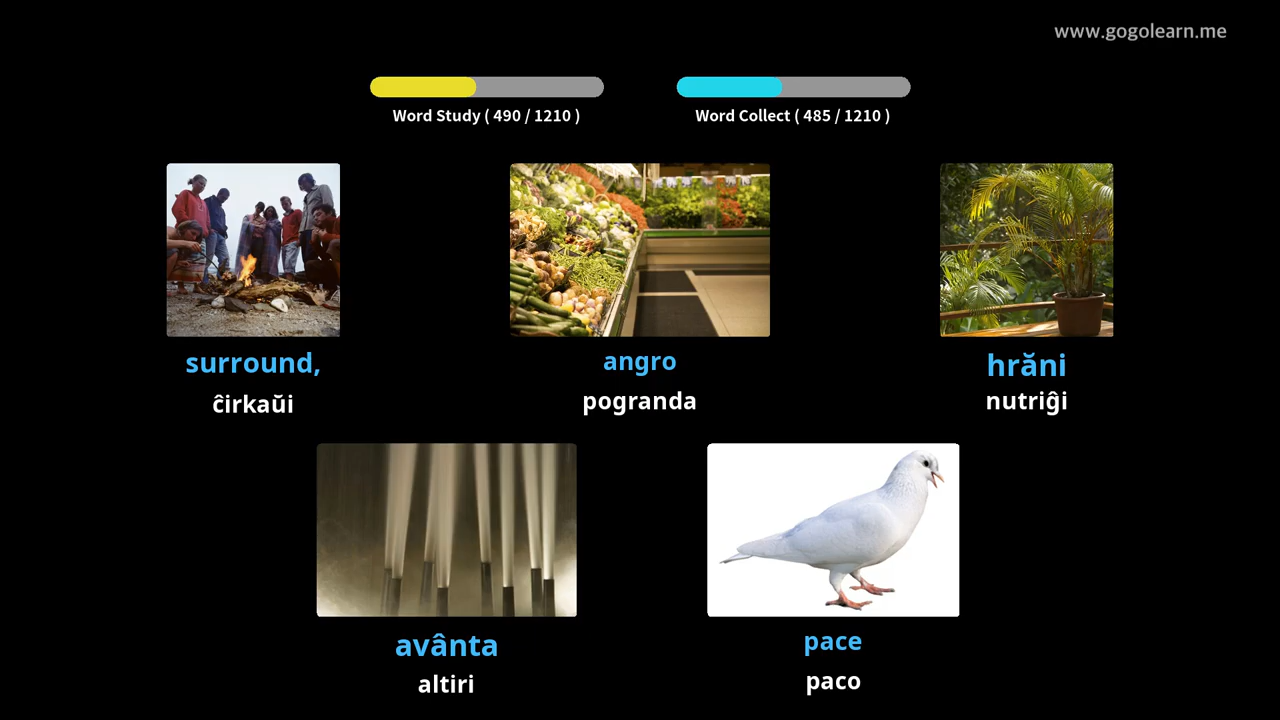 www.gogolearn.me
Word Study ( 490 / 1210 )
Word Collect ( 485 / 1210 )
surround,
ĉirkaŭi
angro
pogranda
hrăni
nutriĝi
avânta
altiri
pace
paco